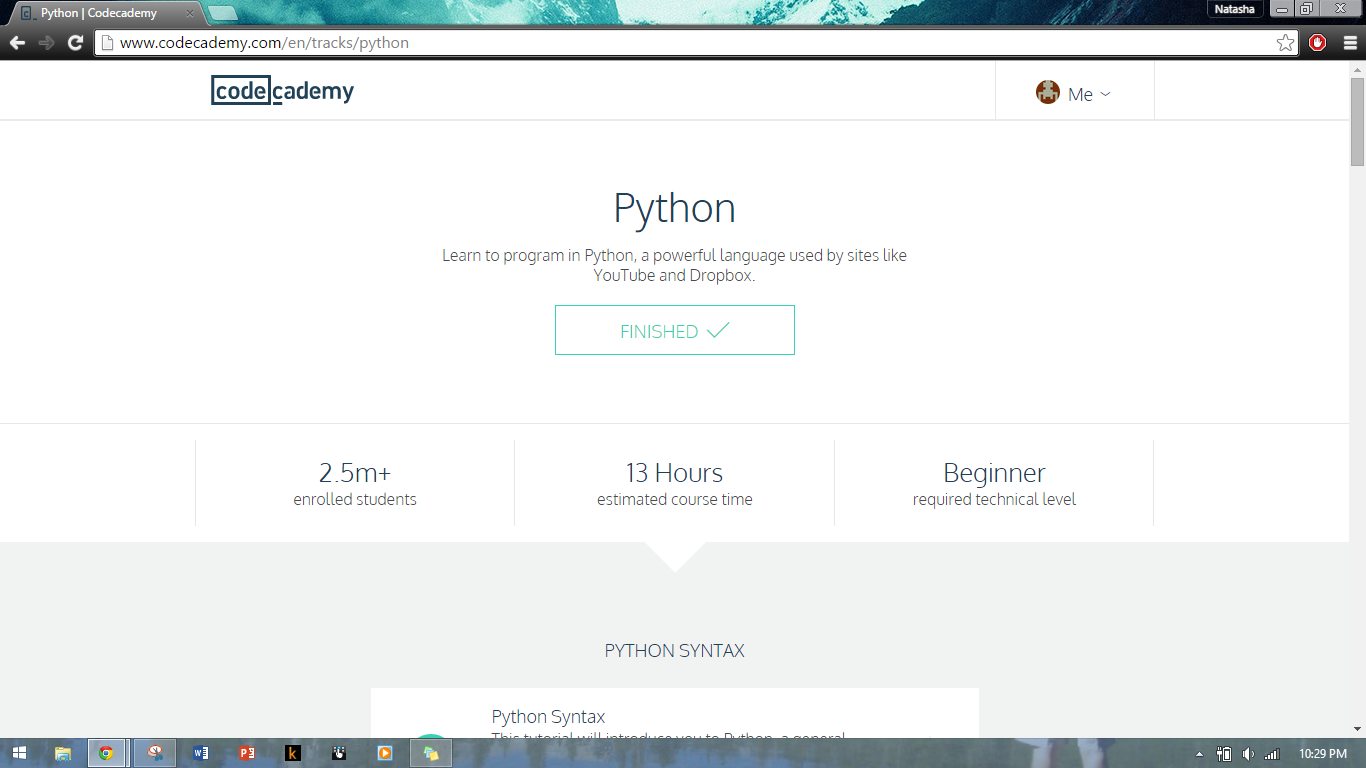 Python | Codecademy
Natasha
www.codecademy.com/en/tracks/python
codecademy
Me
Python
Learn to program in Python, a powerful language used by sites like
YouTube and Dropbox.
FINISHED
2.5m+
enrolled students
13 Hours
estimated course time
Beginner
required technical level
PYTHON SYNTAX
Python Syntax
This tutorial will introduce you to Python, a general
10:29 PM